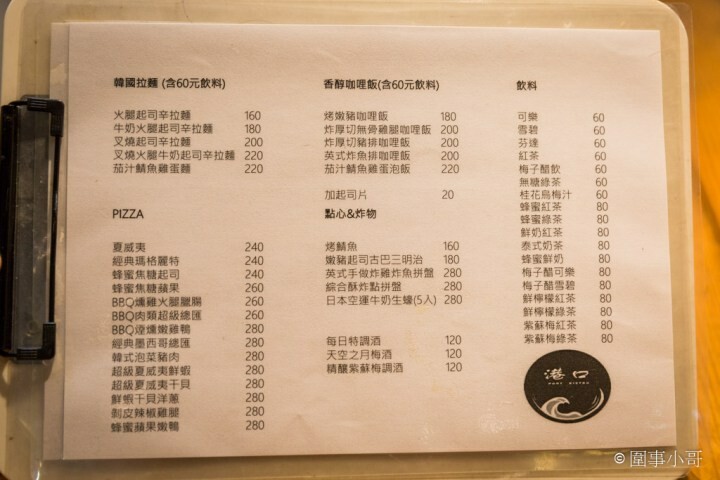 韓國拉麵 (含60元飲料)
火腿起司辛拉麵 160
牛奶火腿起司辛拉麵 180
叉燒起司辛拉麵 200
叉燒火腿牛奶起司辛拉麵 220
茄汁鯖魚雞蛋麵 220
PIZZA
夏威夷 240
經典瑪格麗特 240
蜂蜜焦糖起司 240
蜂蜜焦糖蘋果 260
BBQ燻雞火腿臘腸 260
BBQ肉類超級總匯 260
BBQ煙燻嫩雞鴨 280
經典墨西哥總匯 280
韓式泡菜豬肉 280
超級夏威夷鮮蝦 280
超級夏威夷干貝 280
鮮蝦干貝洋蔥 280
剝皮辣椒雞腿 280
蜂蜜蘋果嫩鴨 280
香醇咖哩飯(含60元飲料)
烤嫩豬咖哩飯 180
炸厚切無骨雞腿咖哩飯 200
炸厚切豬排咖哩飯 200
英式炸魚排咖哩飯 200
茄汁鯖魚雞蛋泡飯 200
加起司片 20
點心&炸物
烤鯖魚 160
嫩豬起司古巴三明治 180
英式手做炸雞炸魚拼盤 280
綜合酥炸點拼盤 280
日本空運牛奶生蠔(5入) 280
每日特調酒 120
天空之月梅酒 120
精釀紫蘇梅調酒 120
飲料
可樂 60
雪碧 60
芬達 60
紅茶 60
梅子醋飲 60
無糖綠茶 60
桂花烏梅汁 60
蜂蜜紅茶 80
蜂蜜綠茶 80
鮮奶紅茶 80
泰式奶茶 80
蜂蜜鮮奶 80
梅子醋可樂 80
梅子醋雪碧 80
鮮檸檬紅茶 80
鮮檸檬綠茶 80
紫蘇梅紅茶 80
紫蘇梅綠茶 80
港口
PORT BISTRO
© 圍事小哥